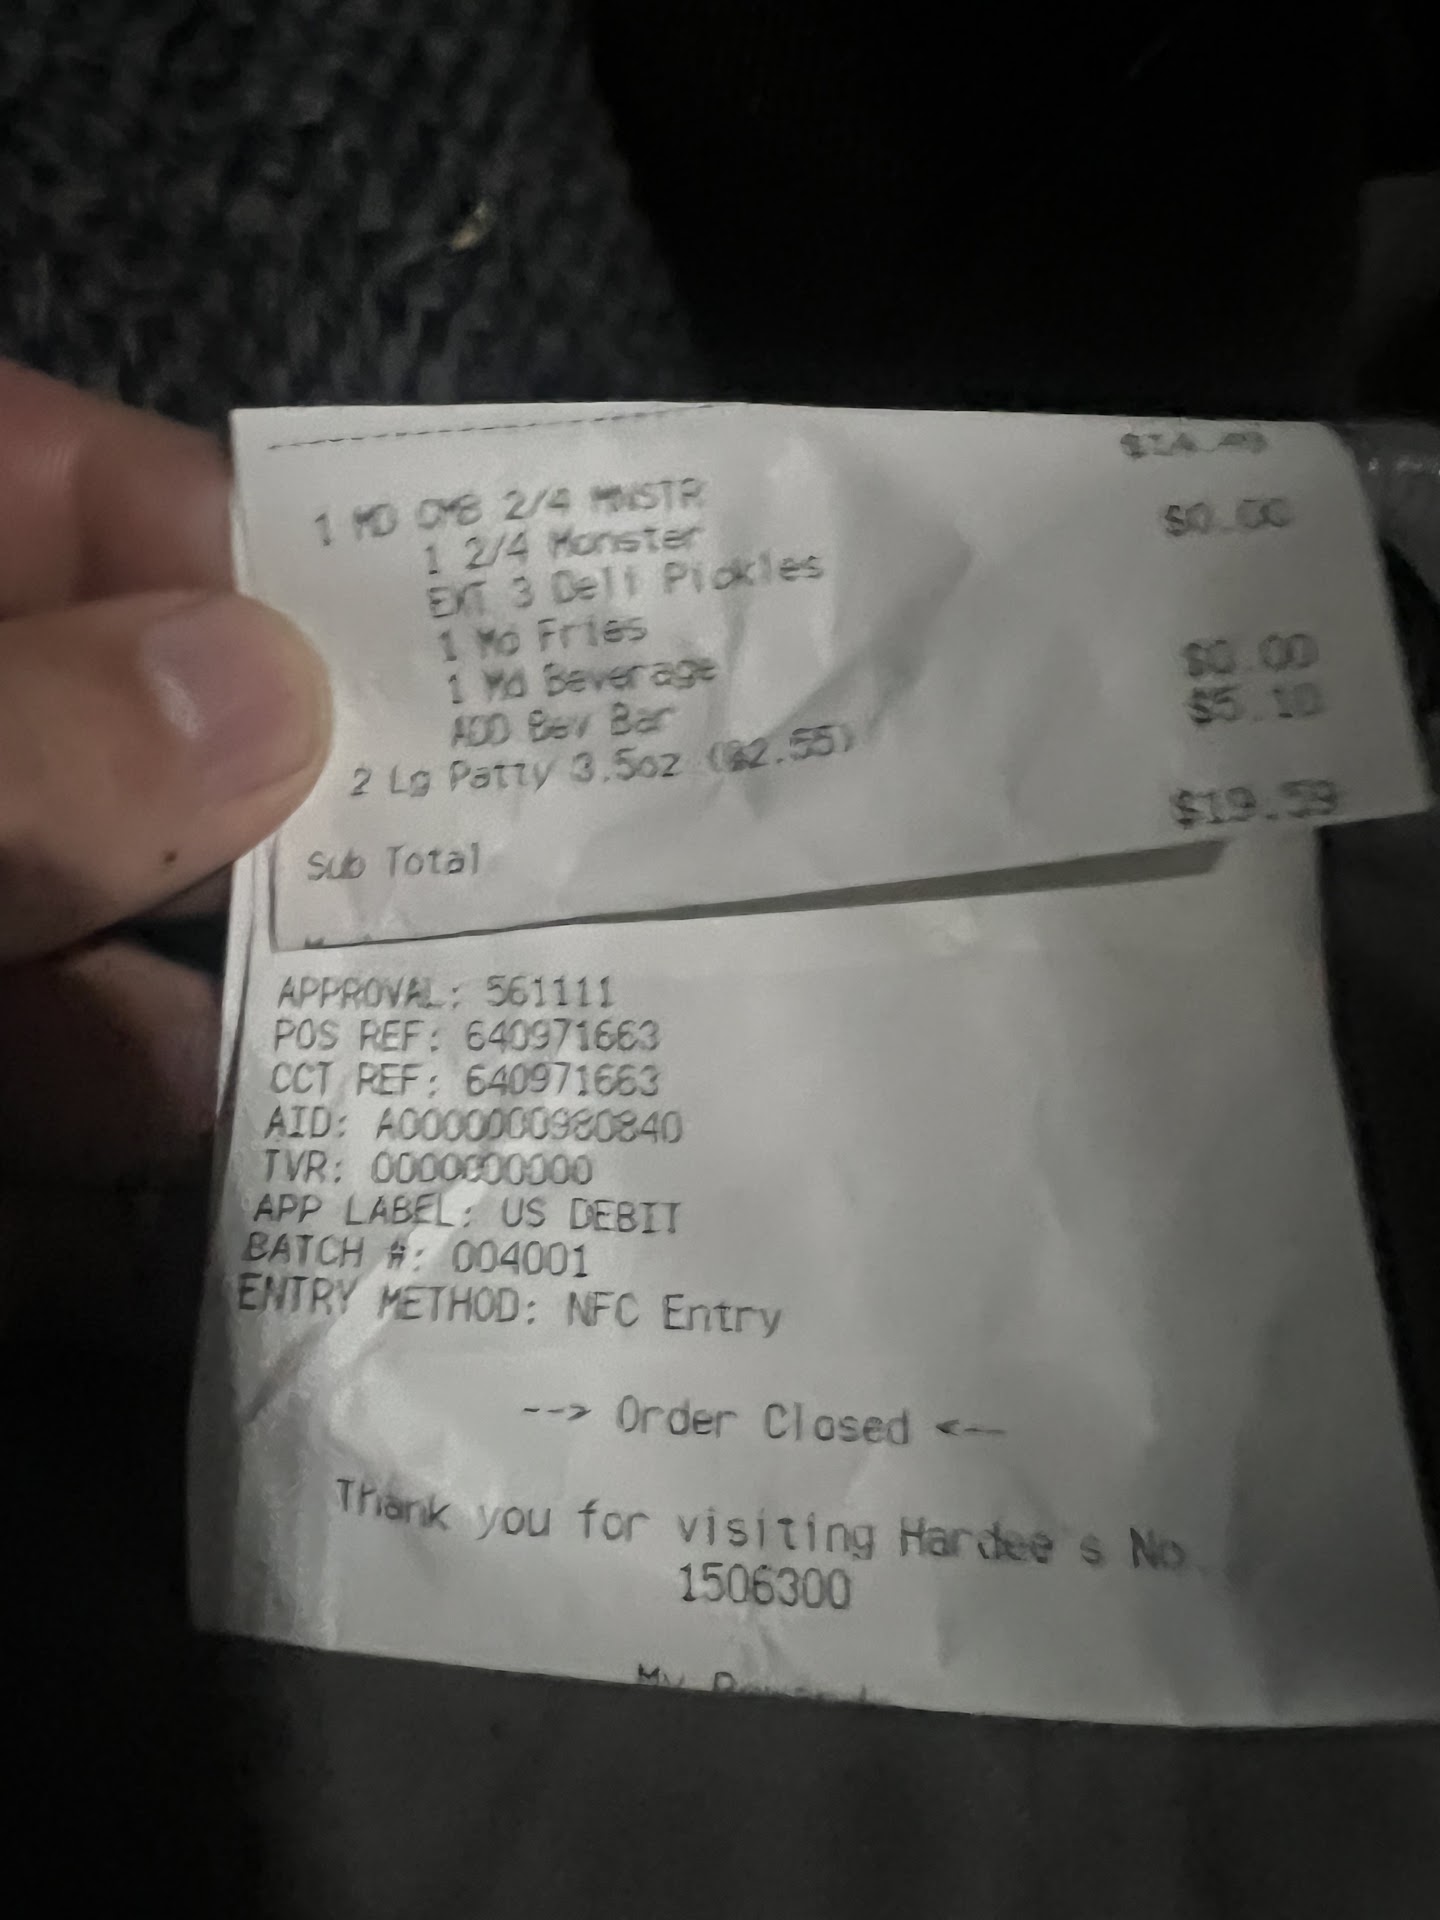 $14.49
1 MD CMB 2/4 MNSTR
1 2/4 Monster $0.00
EXT 3 Deli Pickles
1 Md Fries
1 Md Beverage $0.00
ADD Bev Bar
2 Lg Patty 3.5oz (@2.55) $5.10
Sub Total $19.59
APPROVAL: 561111
POS REF: 640971663
CCT REF: 640971663
AID: A0000000980840
TVR: 0000000000
APP LABEL: US DEBIT
BATCH #: 004001
ENTRY METHOD: NFC Entry
--> Order Closed <--
Thank you for visiting Hardee's No.
1506300
My